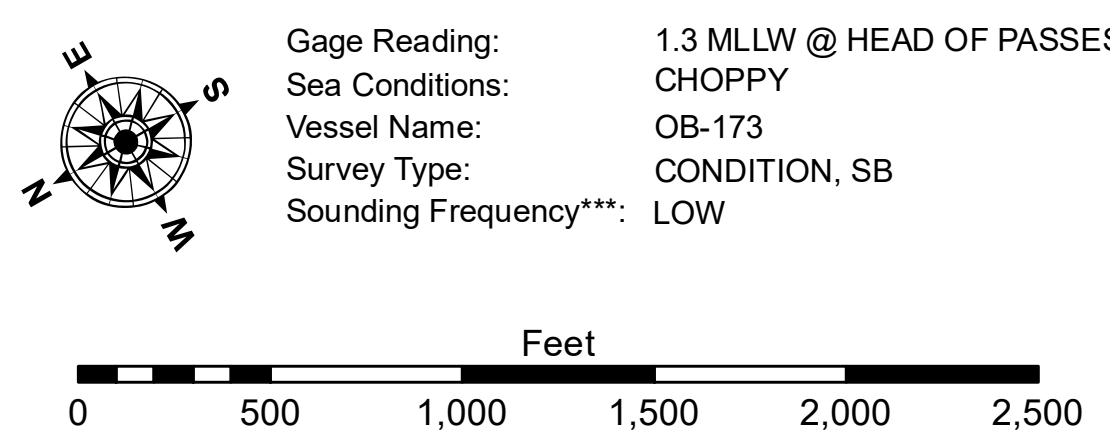 E
S
N
W
Gage Reading: 1.3 MLLW @ HEAD OF PASSES
Sea Conditions: CHOPPY
Vessel Name: OB-173
Survey Type: CONDITION, SB
Sounding Frequency***: LOW
Feet
0 500 1,000 1,500 2,000 2,500